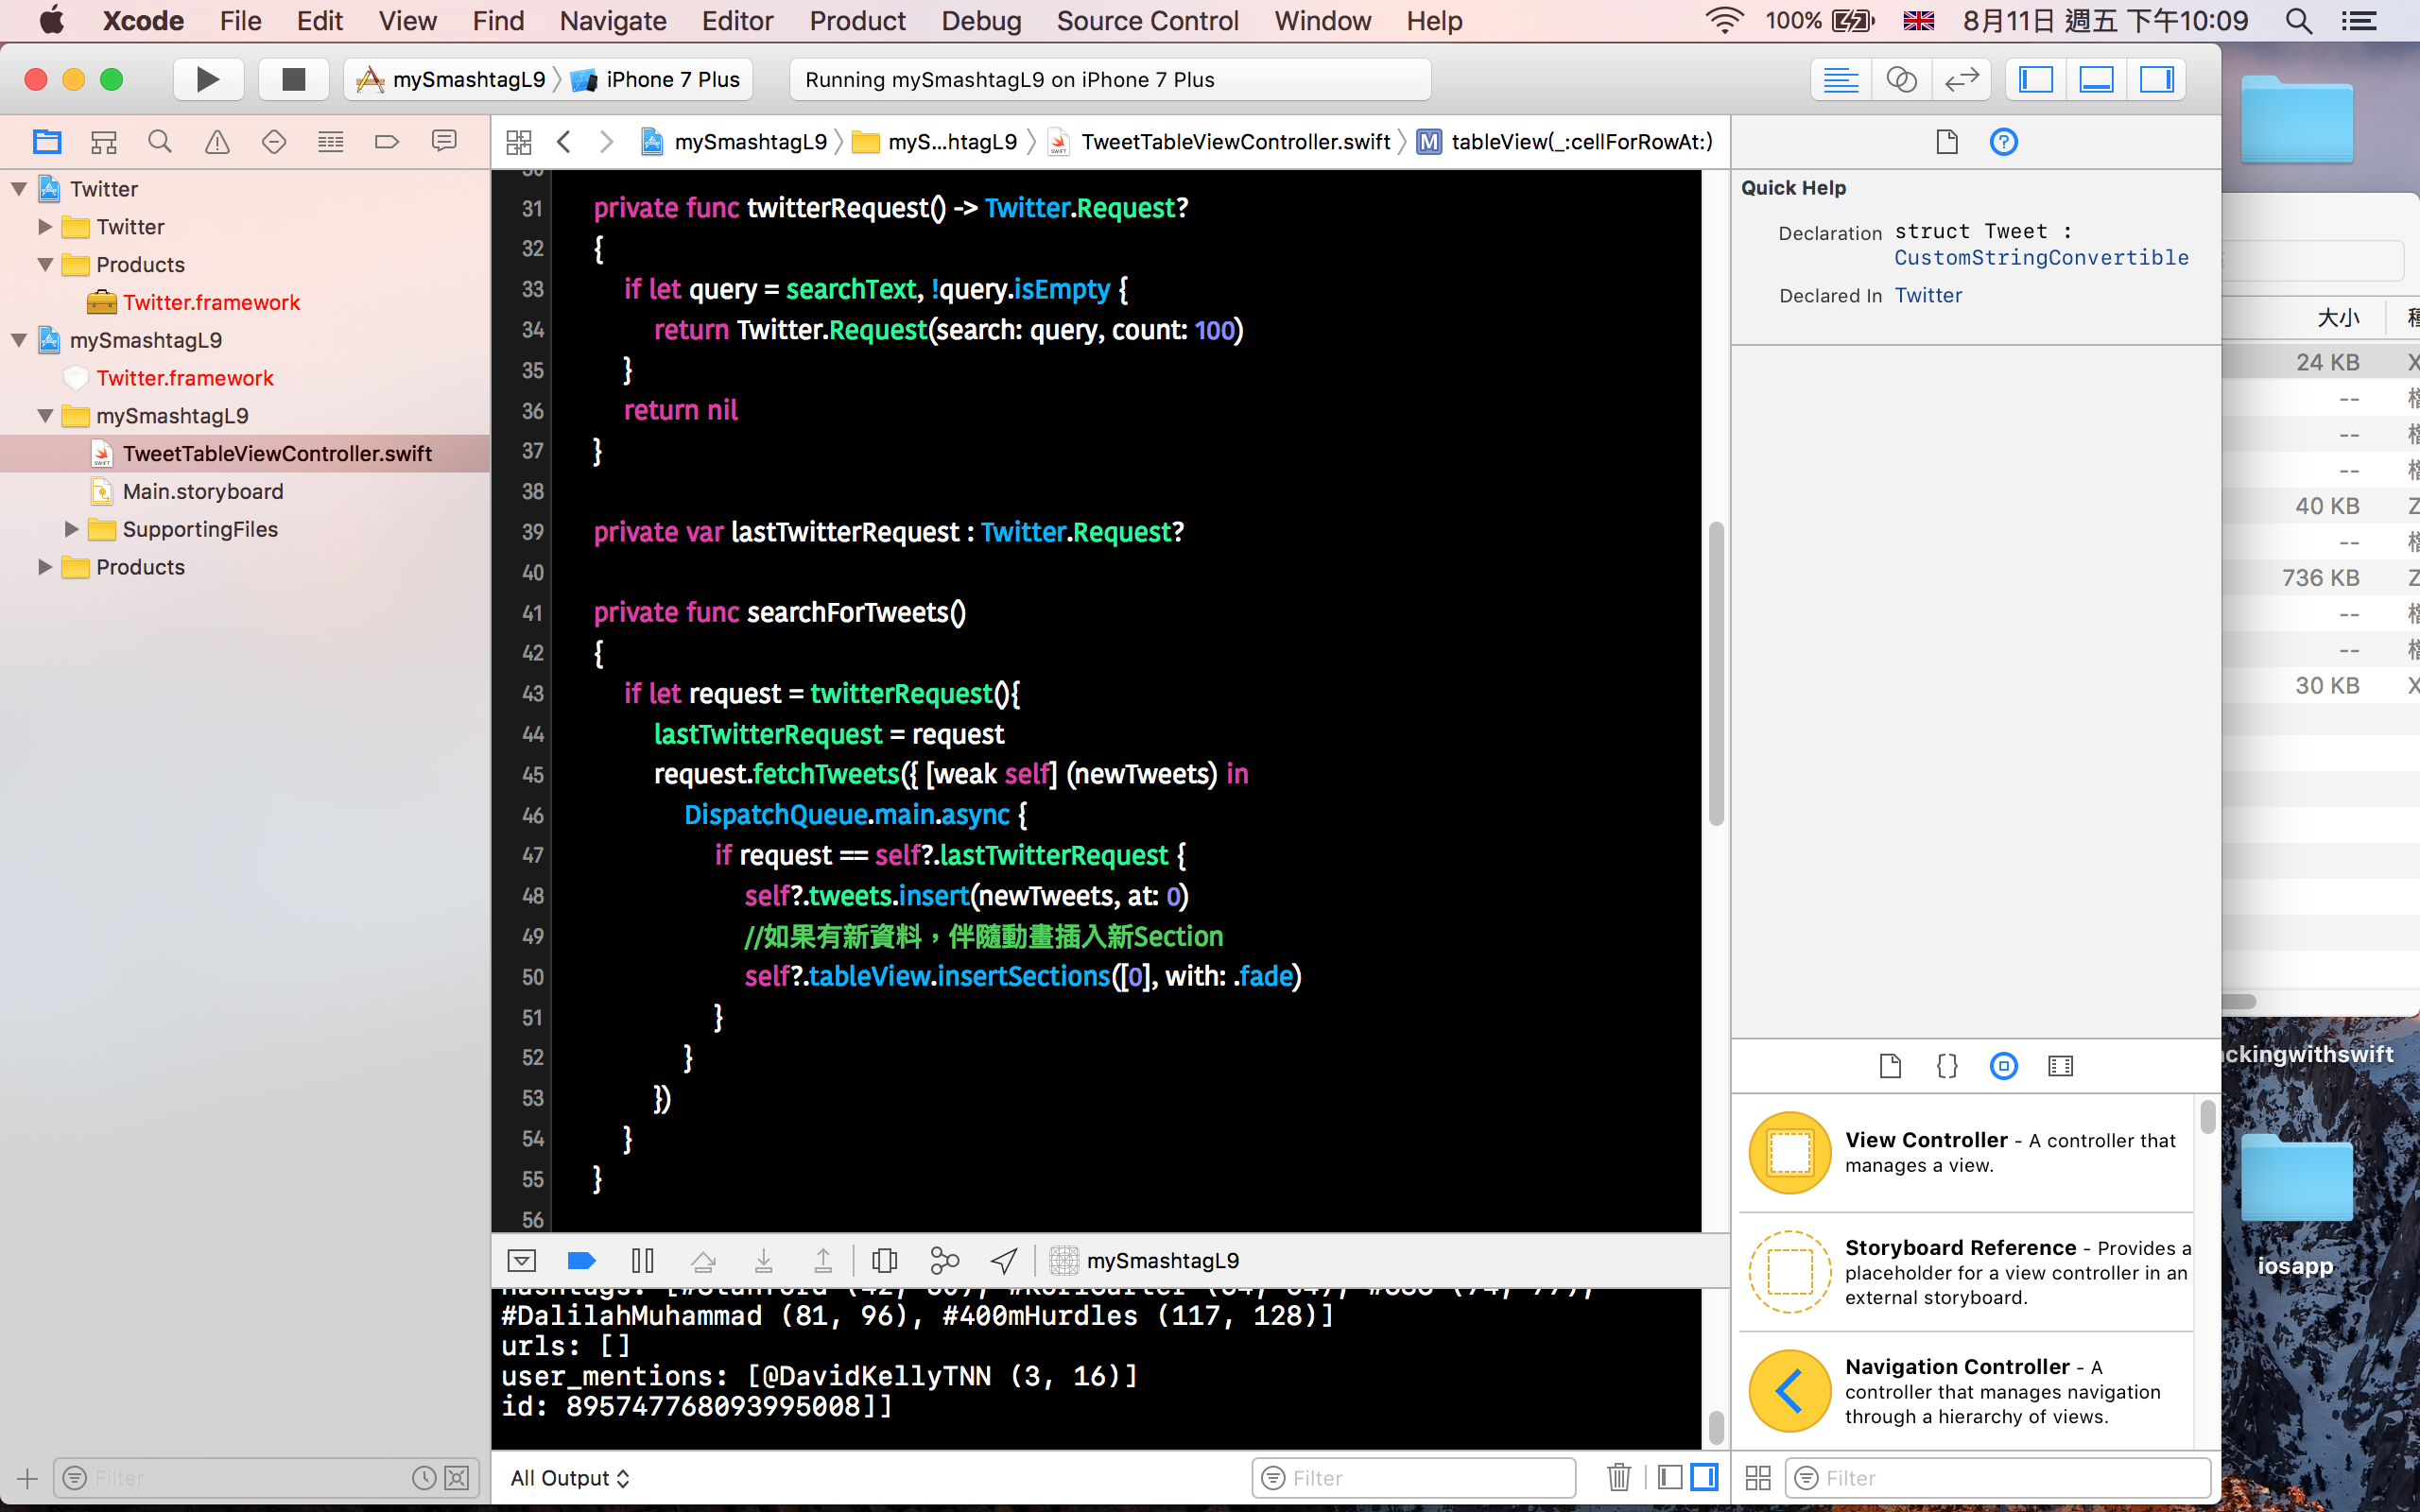 Xcode File Edit View Find Navigate Editor Product Debug Source Control Window Help 100% 8月11日 週五 下午10:09
mySmashtagL9 iPhone 7 Plus
Running mySmashtagL9 on iPhone 7 Plus
Twitter
Twitter
Products
Twitter.framework
mySmashtagL9
Twitter.framework
mySmashtagL9
TweetTableViewController.swift
Main.storyboard
SupportingFiles
Products
Filter
mySmashtagL9 myS...htagL9 TweetTableViewController.swift M tableView(_:cellForRowAt:)
31 private func twitterRequest() -> Twitter.Request?
32 {
33 if let query = searchText, !query.isEmpty {
34 return Twitter.Request(search: query, count: 100)
35 }
36 return nil
37 }
38
39 private var lastTwitterRequest : Twitter.Request?
40
41 private func searchForTweets()
42 {
43 if let request = twitterRequest(){
44 lastTwitterRequest = request
45 request.fetchTweets({ [weak self] (newTweets) in
46 DispatchQueue.main.async {
47 if request == self?.lastTwitterRequest {
48 self?.tweets.insert(newTweets, at: 0)
49 //如果有新資料，伴隨動畫插入新Section
50 self?.tableView.insertSections([0], with: .fade)
51 }
52 }
53 })
54 }
55 }
56
mySmashtagL9
#DalilahMuhammad (81, 96), #400mHurdles (117, 128)]
urls: []
user_mentions: [@DavidKellyTNN (3, 16)]
id: 895747768093995008]]
All Output
Filter
Quick Help
Declaration struct Tweet :
CustomStringConvertible
Declared In Twitter
View Controller - A controller that
manages a view.
Storyboard Reference - Provides a
placeholder for a view controller in an
external storyboard.
Navigation Controller - A
controller that manages navigation
through a hierarchy of views.
Filter
大小
24 KB
--
--
--
40 KB
--
736 KB
--
--
30 KB
ckingwithswift
iosapp